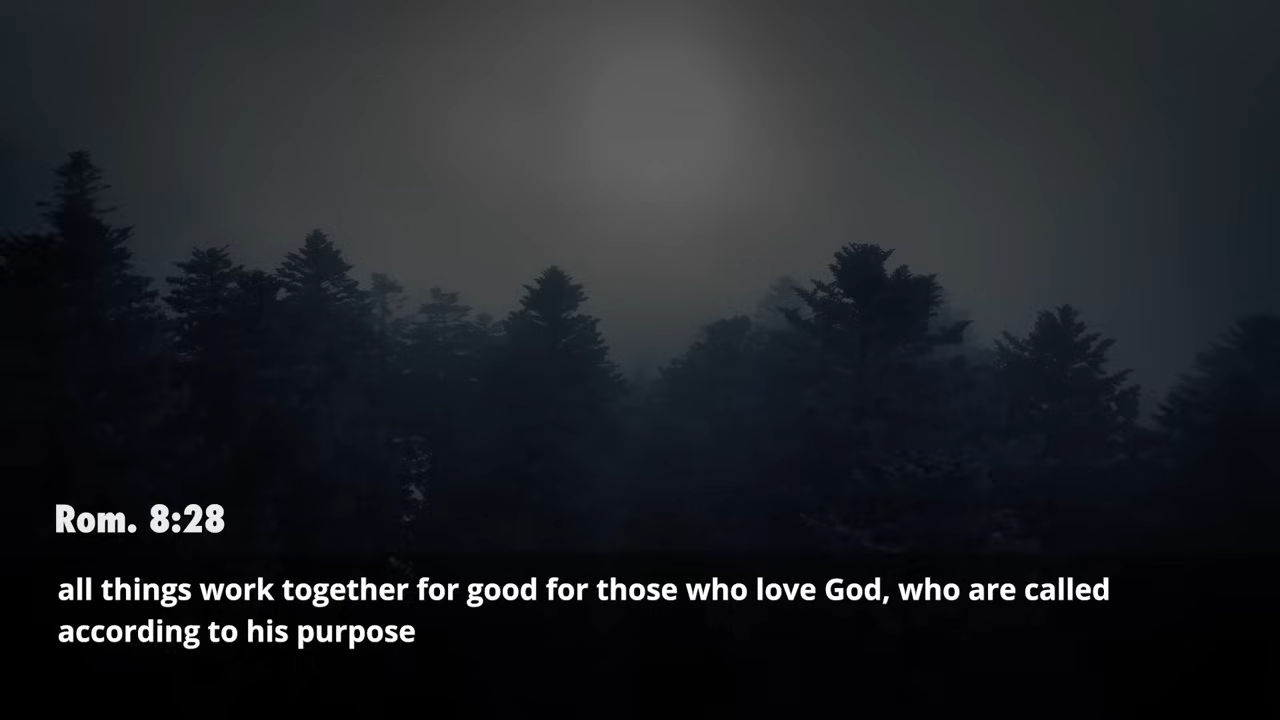 Rom. 8:28
all things work together for good for those who love God, who are called
according to his purpose